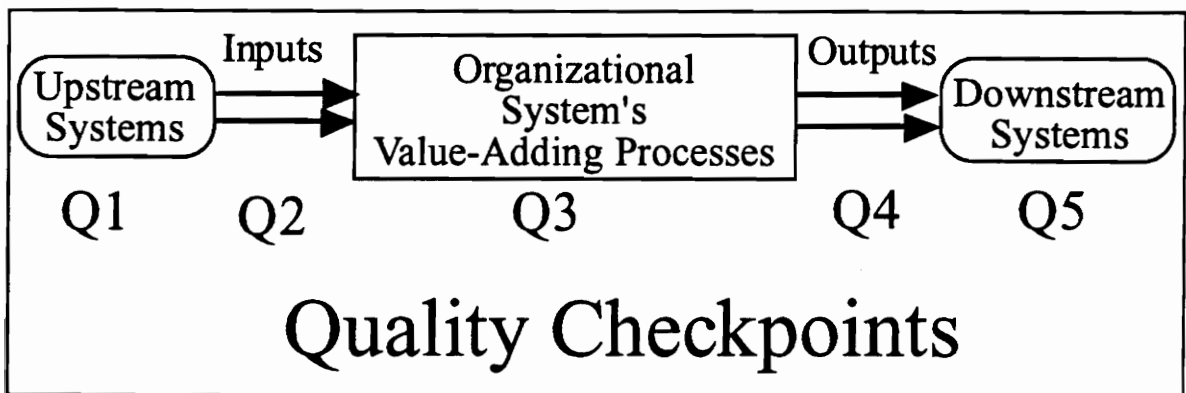 Inputs
Outputs
Upstream
Systems
Organizational
System's
Value-Adding Processes
Downstream
Systems
Q1 Q2 Q3 Q4 Q5
Quality Checkpoints